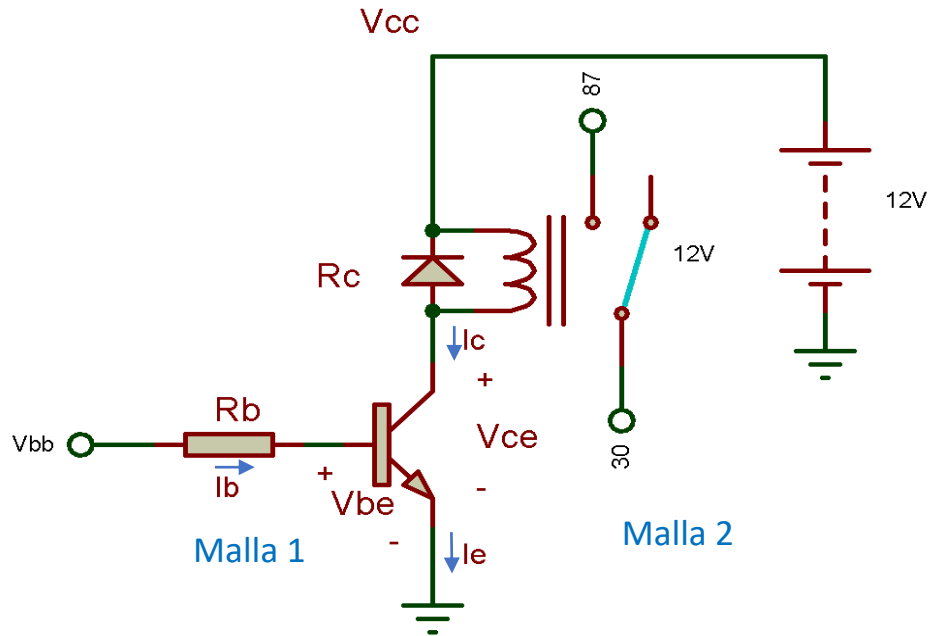 Vcc
87
12V
12V
Rc
Ic
+
Rb
Vce
Vbb
30
Ib
+
Vbe
-
-
Malla 1
Ie
Malla 2